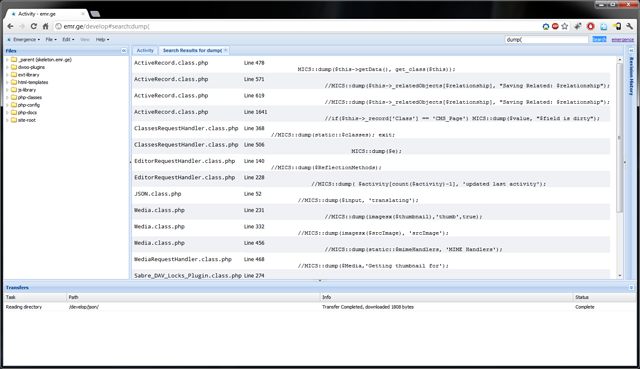 Activity - emr.ge
emr.ge/develop#search:dump(
Emergence File Edit View Help dump( Search emergence
Files
Activity Search Results for dump(
Revision History
_parent (skeleton.emr.ge)
dwoo-plugins
ext-library
html-templates
js-library
php-classes
php-config
php-docs
site-root
ActiveRecord.class.php Line 478
MICS::dump($this->getData(), get_class($this));
ActiveRecord.class.php Line 571
//MICS::dump($this->_relatedObjects[$relationship], "Saving Related: $relationship");
ActiveRecord.class.php Line 619
//MICS::dump($this->_relatedObjects[$relationship], "Saving Related: $relationship");
ActiveRecord.class.php Line 1641
//if($this->_record['Class'] == 'CMS_Page') MICS::dump($value, "$field is dirty");
ClassesRequestHandler.class.php Line 368
//MICS::dump(static::$classes); exit;
ClassesRequestHandler.class.php Line 506
MICS::dump($e);
EditorRequestHandler.class.php Line 140
//MICS::dump($ReflectionMethods);
EditorRequestHandler.class.php Line 228
//MICS::dump( $activity[count($activity)-1], 'updated last activity');
JSON.class.php Line 52
//MICS::dump($input, 'translating');
Media.class.php Line 231
//MICS::dump(imagesx($thumbnail),'thumb',true);
Media.class.php Line 332
//MICS::dump(imagesx($srcImage), 'srcImage');
Media.class.php Line 456
//MICS::dump(static::$mimeHandlers, 'MIME Handlers');
MediaRequestHandler.class.php Line 468
//MICS::dump($Media,'Getting thumbnail for');
Sabre_DAV_Locks_Plugin.class.php Line 274
Transfers
Task Path Info Status
Reading directory /develop/json/ Transfer Completed, downloaded 1808 bytes Complete